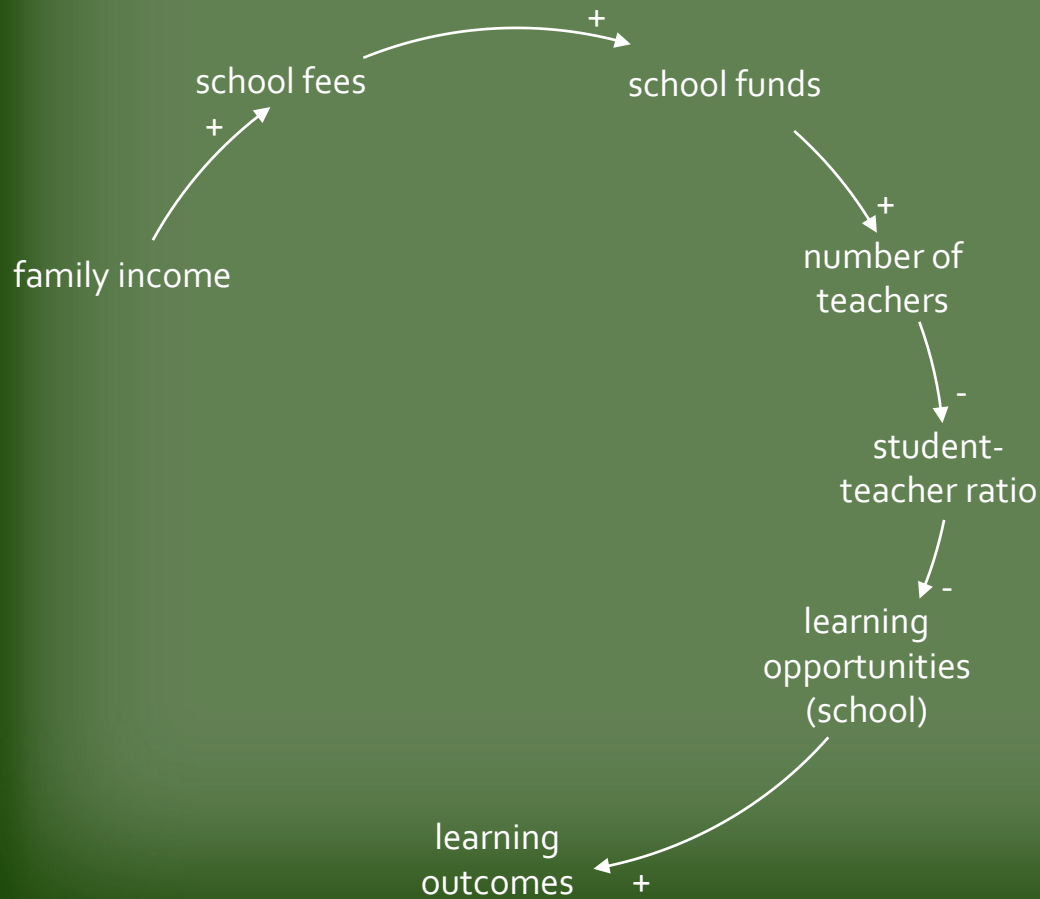 +
school fees
school funds
+
family income
+
number of
teachers
-
student-
teacher ratio
-
learning
opportunities
(school)
learning
outcomes
+